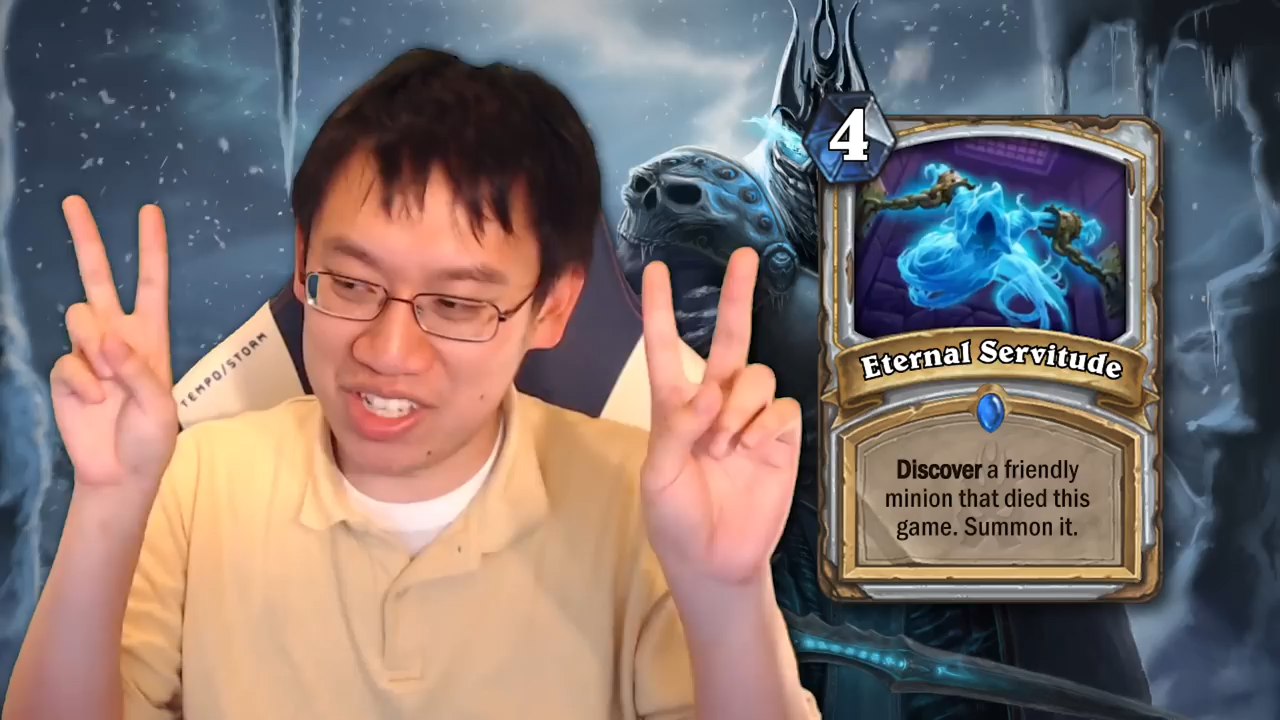 TEMPO/STORM
4
Eternal Servitude
Discover a friendly
minion that died this
game. Summon it.